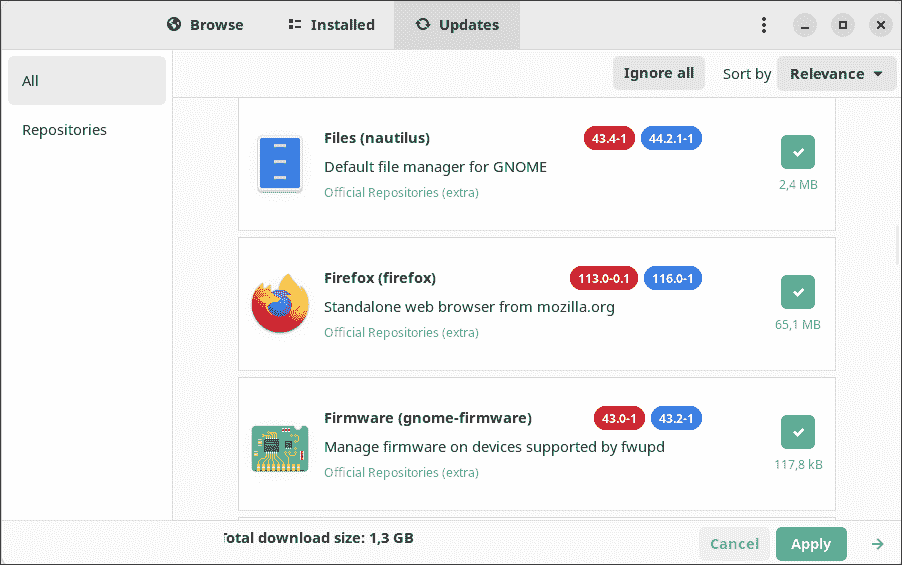 Browse Installed Updates
Ignore all Sort by Relevance
All
Repositories
Files (nautilus) 43.4-1 44.2.1-1
Default file manager for GNOME
Official Repositories (extra)
2,4 MB
Firefox (firefox) 113.0-0.1 116.0-1
Standalone web browser from mozilla.org
Official Repositories (extra)
65,1 MB
Firmware (gnome-firmware) 43.0-1 43.2-1
Manage firmware on devices supported by fwupd
Official Repositories (extra)
117,8 kB
Total download size: 1,3 GB
Cancel Apply